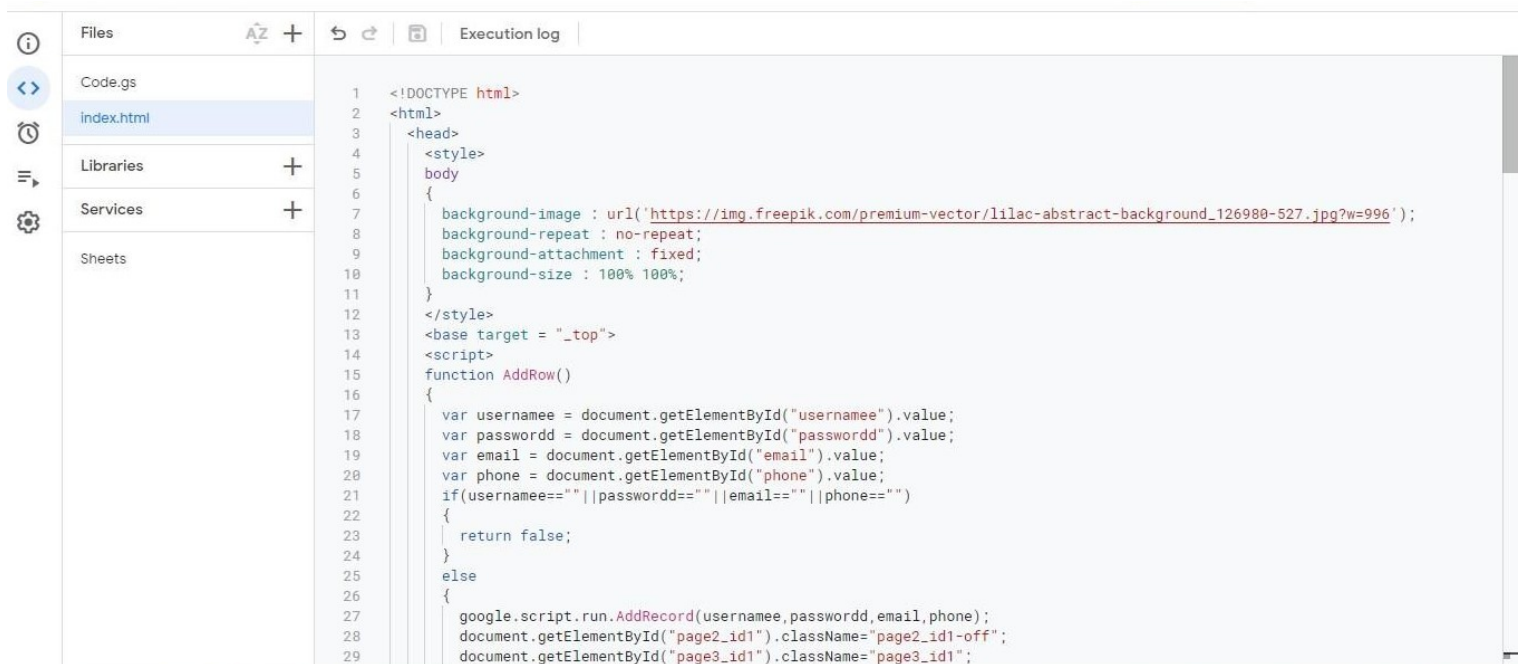 Files AZ + Execution log
Code.gs
index.html
Libraries +
Services +
Sheets
1 <!DOCTYPE html>
2 <html>
3 <head>
4 <style>
5 body
6 {
7 background-image : url('https://img.freepik.com/premium-vector/lilac-abstract-background_126980-527.jpg?w=996');
8 background-repeat : no-repeat;
9 background-attachment : fixed;
10 background-size : 100% 100%;
11 }
12 </style>
13 <base target = "_top">
14 <script>
15 function AddRow()
16 {
17 var usernamee = document.getElementById("usernamee").value;
18 var passwordd = document.getElementById("passwordd").value;
19 var email = document.getElementById("email").value;
20 var phone = document.getElementById("phone").value;
21 if(usernamee==""||passwordd==""||email==""||phone=="")
22 {
23 return false;
24 }
25 else
26 {
27 google.script.run.AddRecord(usernamee,passwordd,email,phone);
28 document.getElementById("page2_id1").className="page2_id1-off";
29 document.getElementById("page3_id1").className="page3_id1";